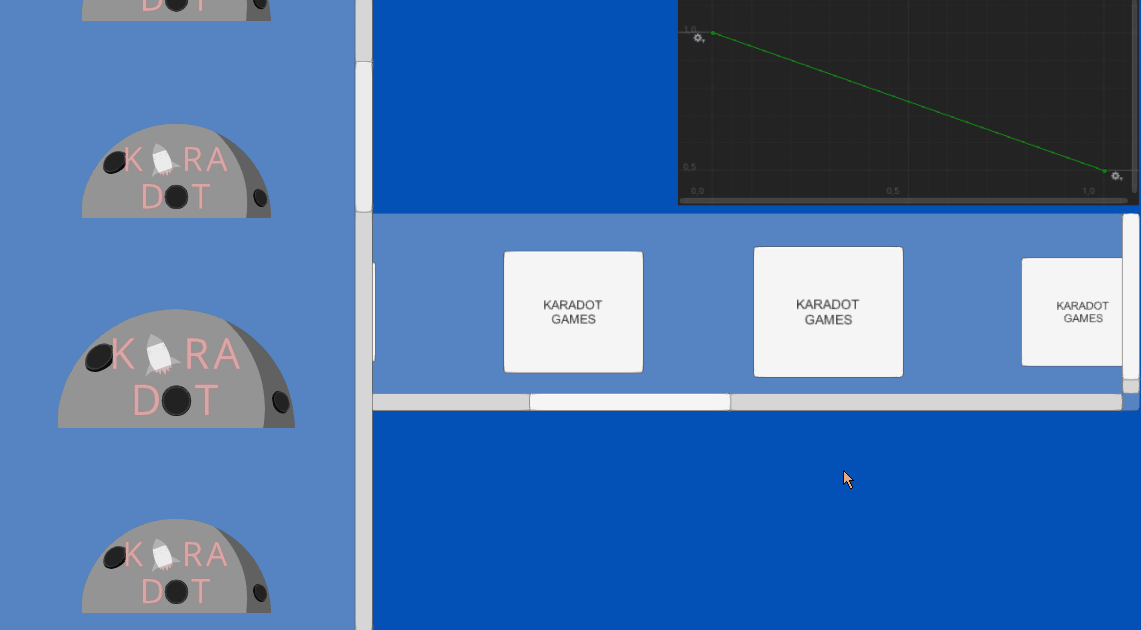 D T
K RA
D T
K RA
D T
K RA
D T
1,0
0,5
0,0
0,5
1,0
KARADOT
GAMES
KARADOT
GAMES
KARADOT
GAMES